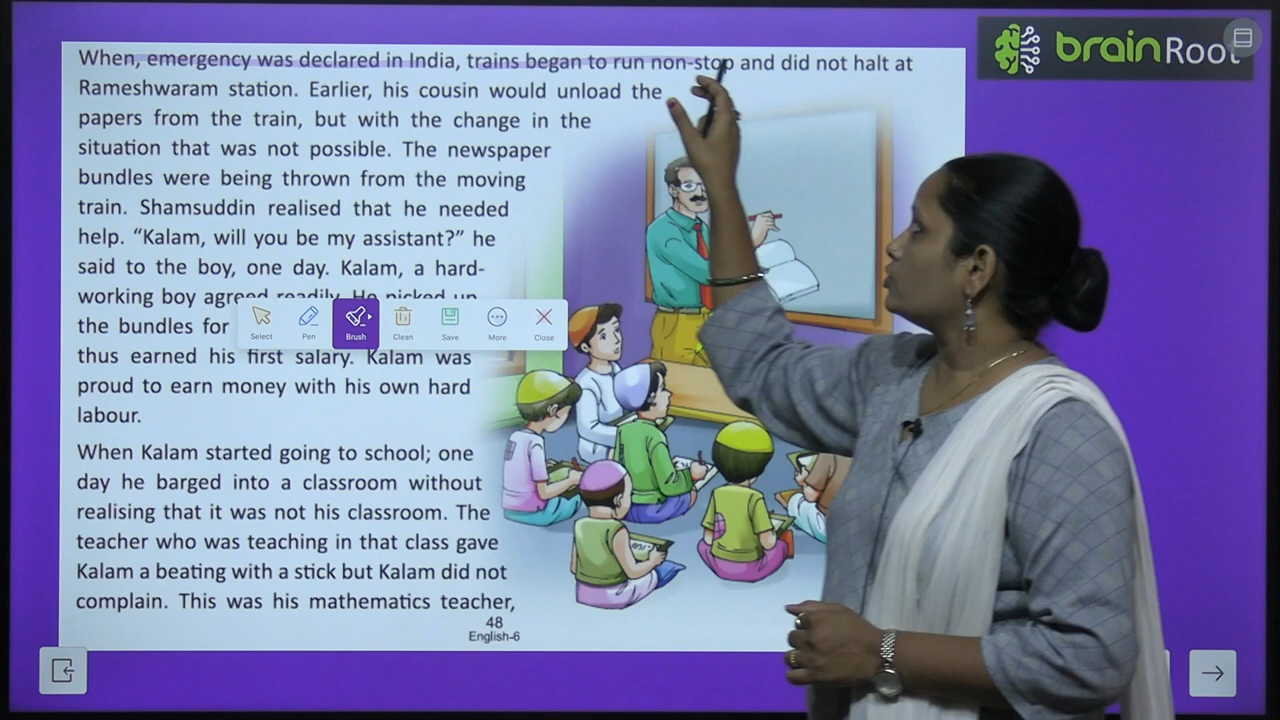 brainRoot
When, emergency was declared in India, trains began to run non-stop and did not halt at
Rameshwaram station. Earlier, his cousin would unload the
papers from the train, but with the change in the
situation that was not possible. The newspaper
bundles were being thrown from the moving
train. Shamsuddin realised that he needed
help. “Kalam, will you be my assistant?” he
said to the boy, one day. Kalam, a hard-
working boy agreed readily. He picked up
the bundles for
thus earned his first salary. Kalam was
proud to earn money with his own hard
labour.
Select Pen Brush Clean Save More Close
When Kalam started going to school; one
day he barged into a classroom without
realising that it was not his classroom. The
teacher who was teaching in that class gave
Kalam a beating with a stick but Kalam did not
complain. This was his mathematics teacher,
48
English-6